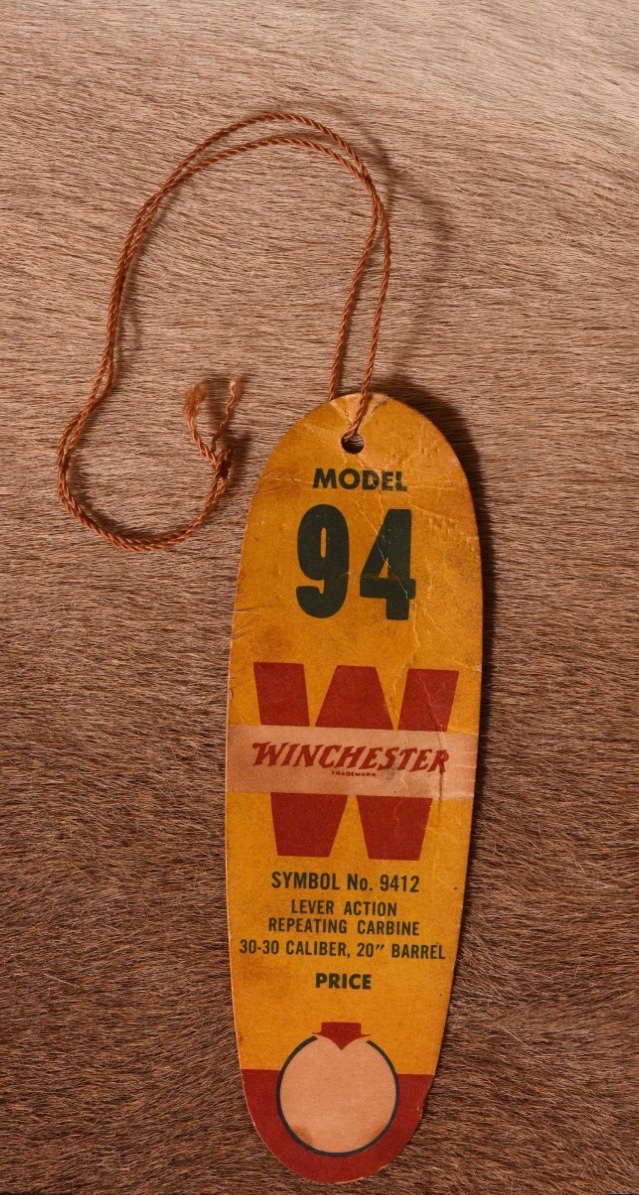 MODEL
94
W
WINCHESTER
TRADEMARK
SYMBOL No. 9412
LEVER ACTION
REPEATING CARBINE
30-30 CALIBER, 20" BARREL
PRICE